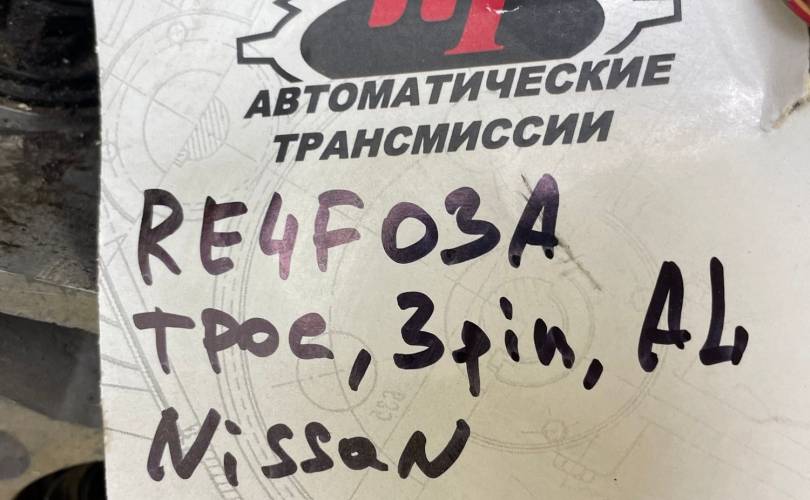 АВТОМАТИЧЕСКИЕ
ТРАНСМИССИИ
RE4F03A
трос, 3pin, AL
Nissan